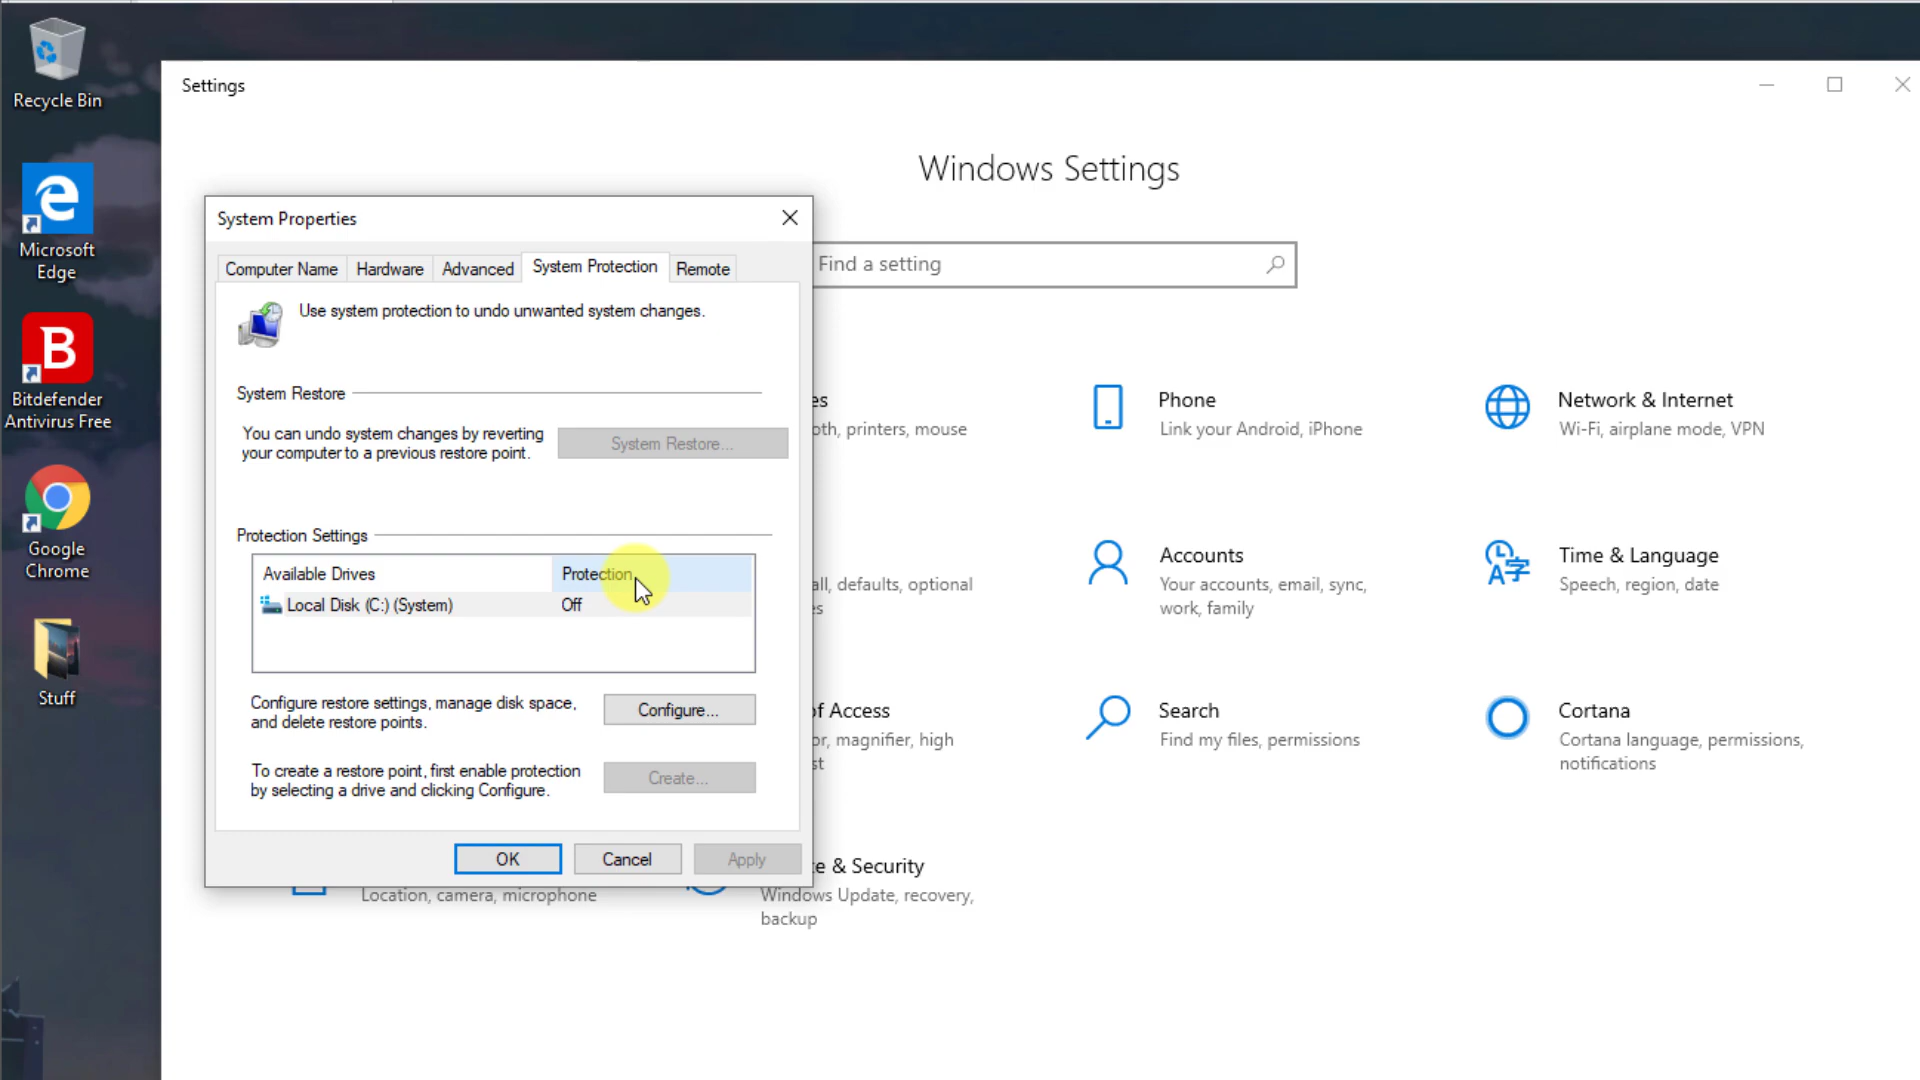 Recycle Bin
Microsoft
Edge
Bitdefender
Antivirus Free
Google
Chrome
Stuff
Settings
Windows Settings
Find a setting
System Properties
Computer Name
Hardware
Advanced
System Protection
Remote
Use system protection to undo unwanted system changes.
System Restore
You can undo system changes by reverting
your computer to a previous restore point.
System Restore...
Protection Settings
Available Drives
Protection
Local Disk (C:) (System)
Off
Configure restore settings, manage disk space,
and delete restore points.
Configure...
To create a restore point, first enable protection
by selecting a drive and clicking Configure.
Create...
OK
Cancel
Apply
es
oth, printers, mouse
Phone
Link your Android, iPhone
Network & Internet
Wi-Fi, airplane mode, VPN
all, defaults, optional
es
Accounts
Your accounts, email, sync,
work, family
Time & Language
Speech, region, date
of Access
or, magnifier, high
st
Search
Find my files, permissions
Cortana
Cortana language, permissions,
notifications
Location, camera, microphone
te & Security
Windows Update, recovery,
backup